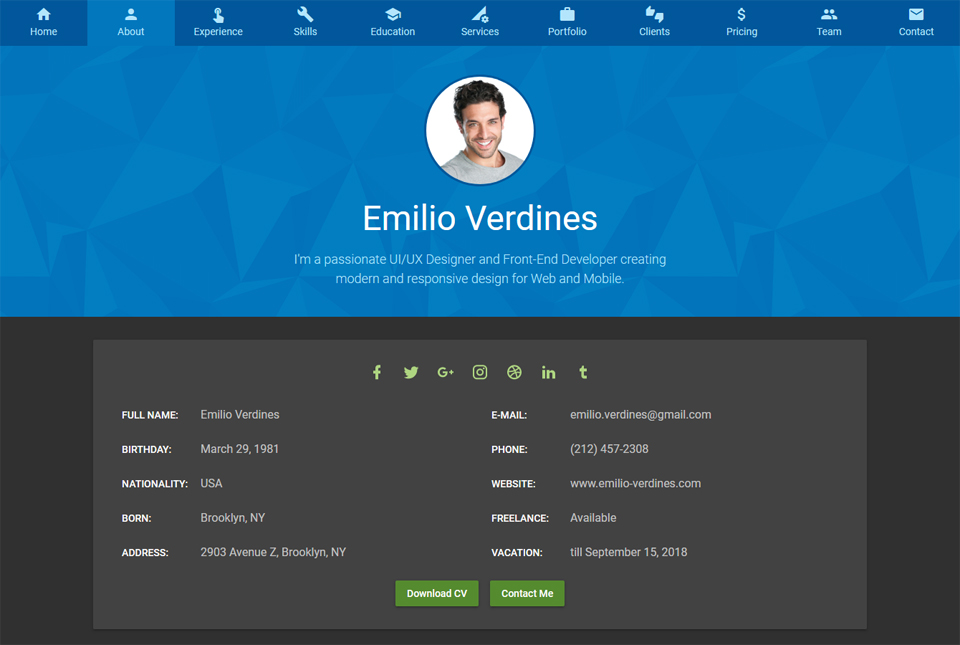 Home About Experience Skills Education Services Portfolio Clients Pricing Team Contact
Emilio Verdines
I'm a passionate UI/UX Designer and Front-End Developer creating
modern and responsive design for Web and Mobile.
FULL NAME: Emilio Verdines E-MAIL: emilio.verdines@gmail.com
BIRTHDAY: March 29, 1981 PHONE: (212) 457-2308
NATIONALITY: USA WEBSITE: www.emilio-verdines.com
BORN: Brooklyn, NY FREELANCE: Available
ADDRESS: 2903 Avenue Z, Brooklyn, NY VACATION: till September 15, 2018
Download CV Contact Me